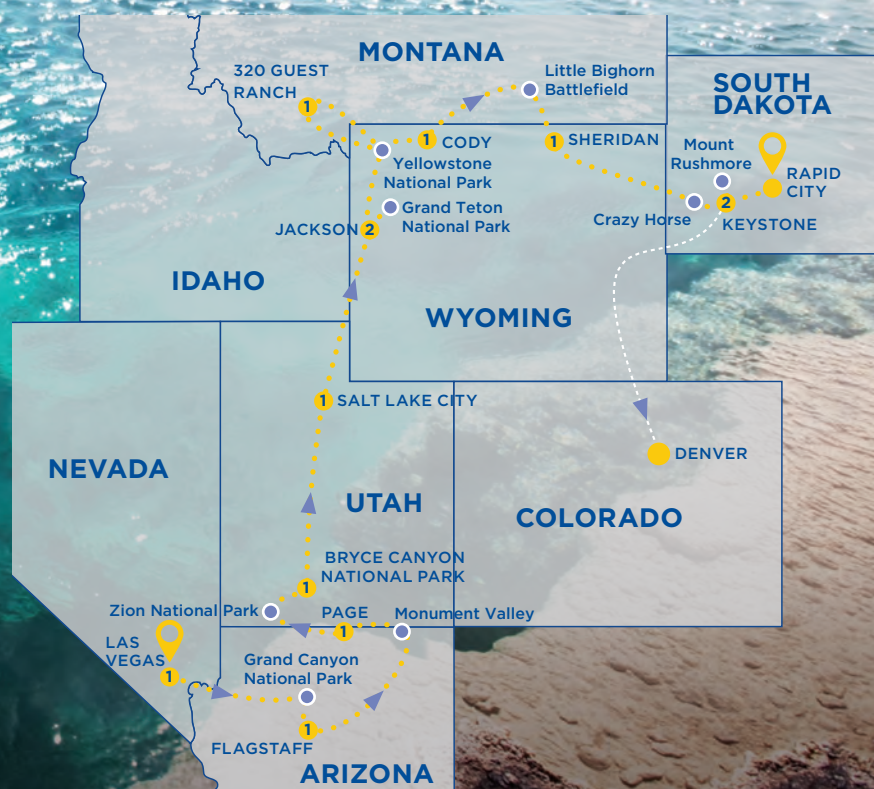 MONTANA
320 GUEST
RANCH
1
Little Bighorn
Battlefield
SOUTH
DAKOTA
1
CODY
1
SHERIDAN
Mount
Rushmore
RAPID
CITY
Yellowstone
National Park
Grand Teton
National Park
JACKSON
2
Crazy Horse
2
KEYSTONE
IDAHO
WYOMING
1
SALT LAKE CITY
NEVADA
DENVER
UTAH
COLORADO
BRYCE CANYON
NATIONAL PARK
1
Zion National Park
PAGE
1
Monument Valley
LAS
VEGAS
1
Grand Canyon
National Park
1
FLAGSTAFF
ARIZONA